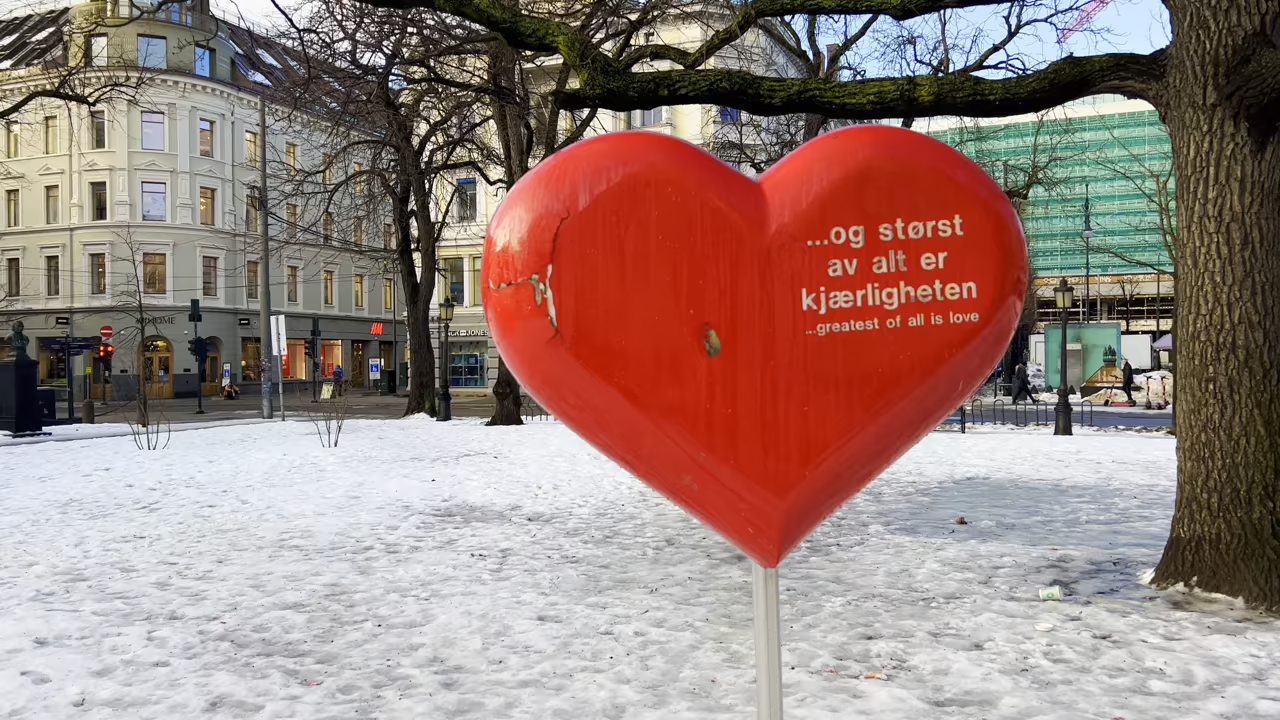 ...og størst
av alt er
kjærligheten
...greatest of all is love
H&M